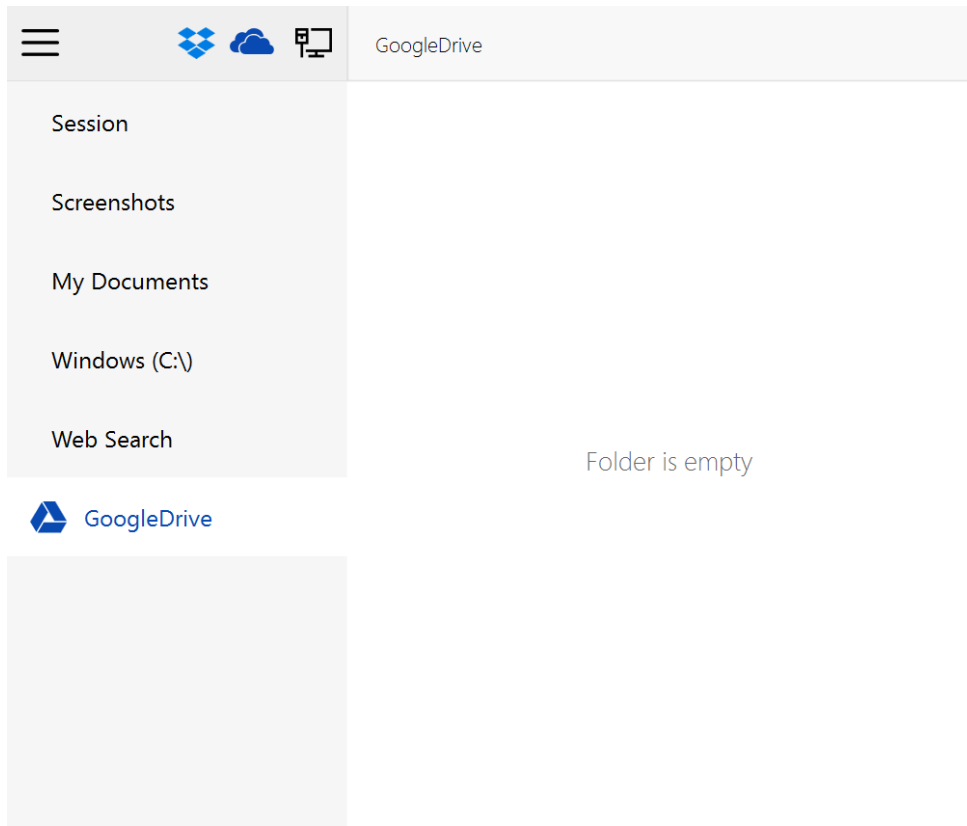 GoogleDrive
Session
Screenshots
My Documents
Windows (C:\)
Web Search
GoogleDrive
Folder is empty